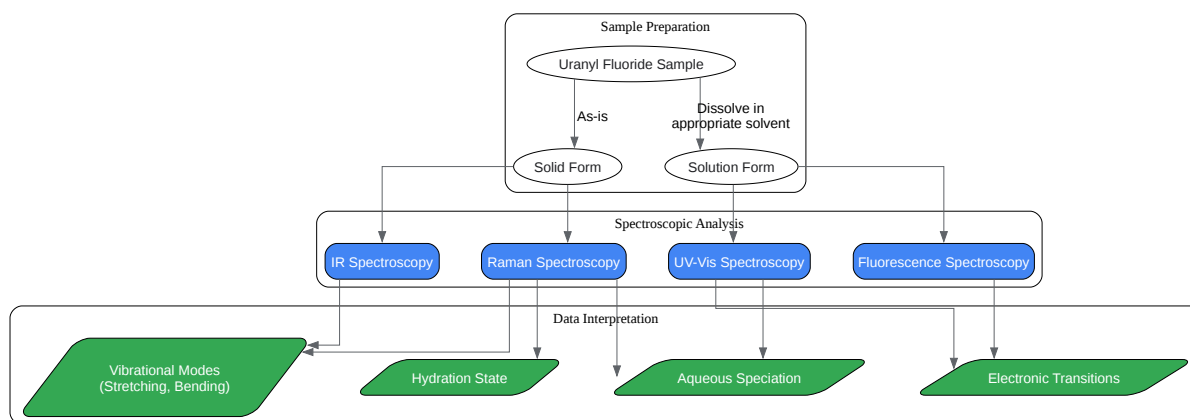 Sample Preparation
Uranyl Fluoride Sample
As-is
Dissolve in
appropriate solvent
Solid Form
Solution Form
Spectroscopic Analysis
IR Spectroscopy
Raman Spectroscopy
UV-Vis Spectroscopy
Fluorescence Spectroscopy
Data Interpretation
Vibrational Modes
(Stretching, Bending)
Hydration State
Aqueous Speciation
Electronic Transitions